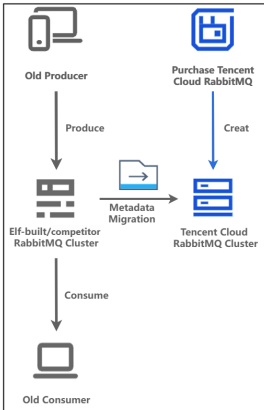 Old Producer
Purchase Tencent
Cloud RabbitMQ
Produce
Creat
Metadata
Migration
Elf-built/competitor
RabbitMQ Cluster
Tencent Cloud
RabbitMQ Cluster
Consume
Old Consumer